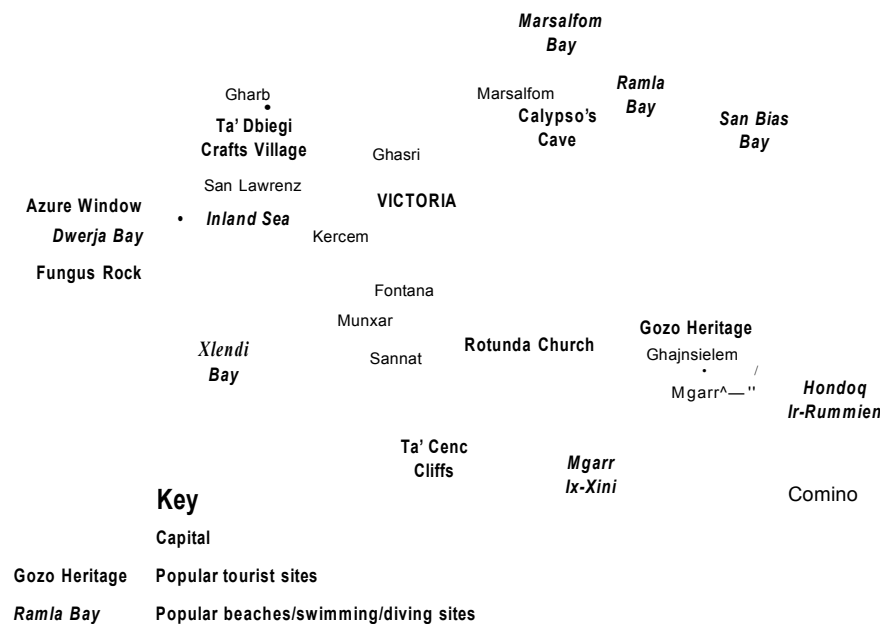 Marsalfom
Bay
Gharb
•
Marsalfom
Ramla
Bay
Ta' Dbiegi
Crafts Village
Calypso's
Cave
San Bias
Bay
Ghasri
San Lawrenz
VICTORIA
Azure Window
• Inland Sea
Dwerja Bay
Kercem
Fungus Rock
Fontana
Munxar
Gozo Heritage
Xlendi
Bay
Rotunda Church
Sannat
Ghajnsielem
• /
Mgarr^—''
Hondoq
Ir-Rummien
Ta' Cenc
Cliffs
Mgarr
Ix-Xini
Comino
Key
Capital
Gozo Heritage Popular tourist sites
Ramla Bay Popular beaches/swimming/diving sites